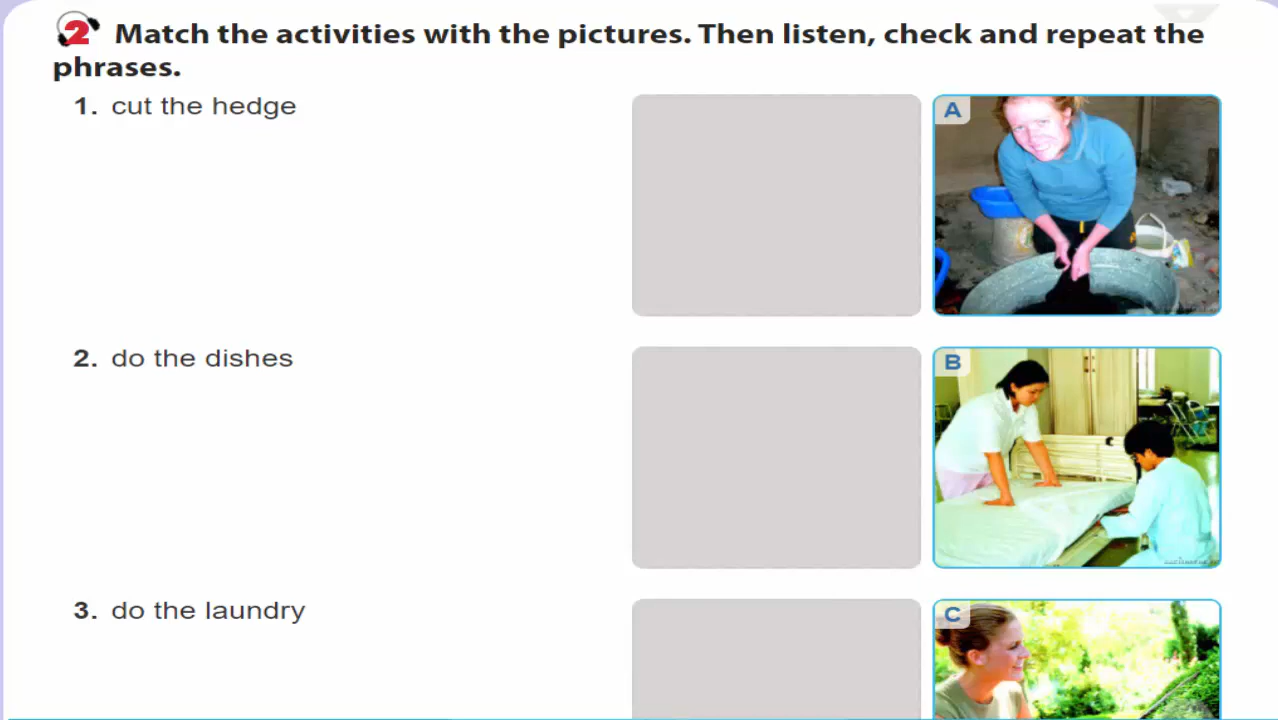 2 Match the activities with the pictures. Then listen, check and repeat the
phrases.
1. cut the hedge
A
2. do the dishes
B
3. do the laundry
C